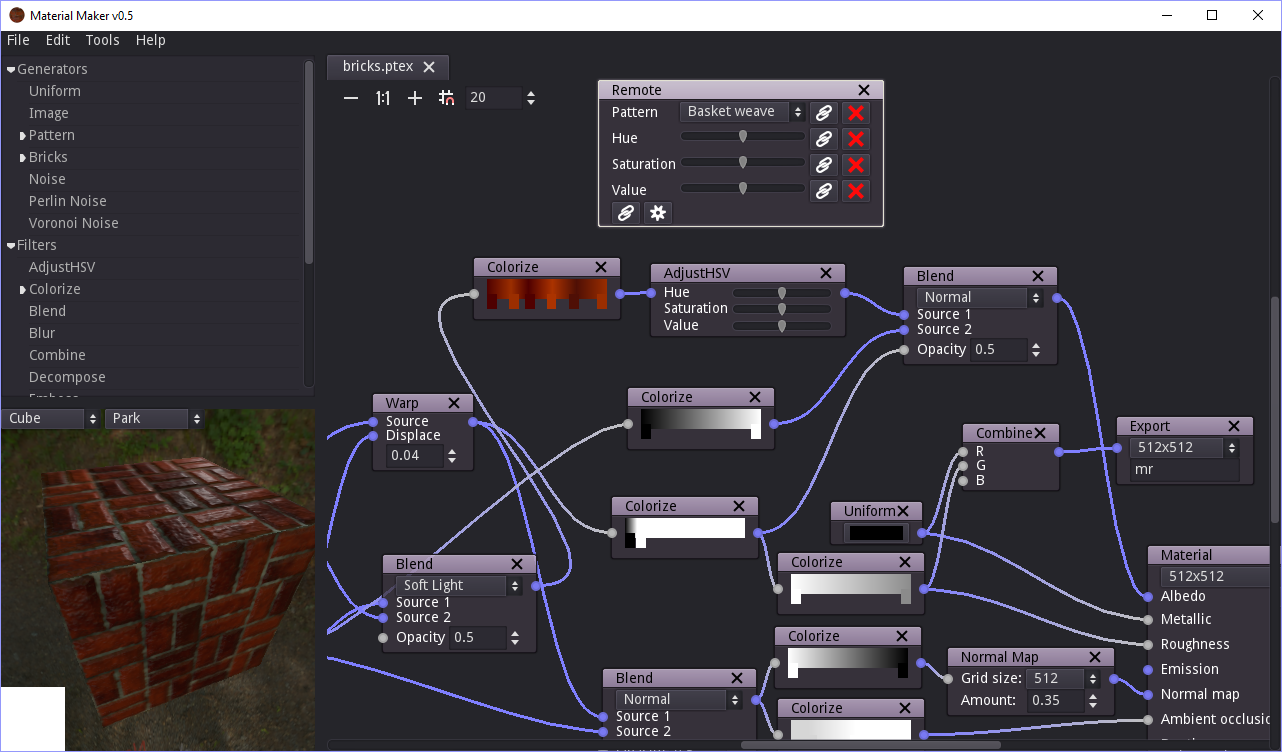 Material Maker v0.5
File Edit Tools Help
Generators
Uniform
Image
Pattern
Bricks
Noise
Perlin Noise
Voronoi Noise
Filters
AdjustHSV
Colorize
Blend
Blur
Combine
Decompose
Cube
Park
bricks.ptex
1:1
20
Remote
Pattern Basket weave
Hue
Saturation
Value
Colorize
AdjustHSV
Hue
Saturation
Value
Blend
Normal
Source 1
Source 2
Opacity 0.5
Warp
Source
Displace
0.04
Colorize
Combine
R
G
B
Export
512x512
mr
Colorize
Uniform
Blend
Soft Light
Source 1
Source 2
Opacity 0.5
Colorize
Material
512x512
Albedo
Metallic
Roughness
Emission
Normal map
Ambient occlusio
Colorize
Normal Map
Grid size: 512
Amount: 0.35
Blend
Normal
Source 1
Source 2
Colorize